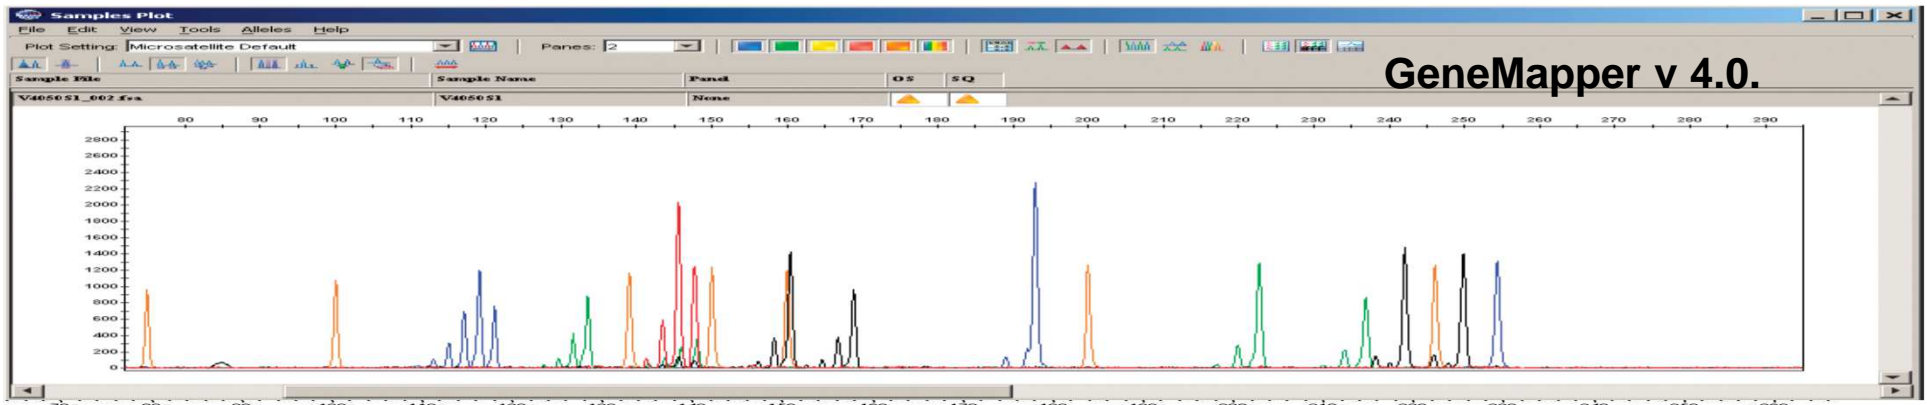 Samples Plot
File Edit View Tools Alleles Help
Plot Setting: Microsatellite Default Panes: 2
GeneMapper v 4.0.
Sample File Sample Name Panel OS SQ
V4050S1_002.fsa V4050S1 None
80 90 100 110 120 130 140 150 160 170 180 190 200 210 220 230 240 250 260 270 280 290
2800
2600
2400
2200
2000
1800
1600
1400
1200
1000
800
600
400
200
0